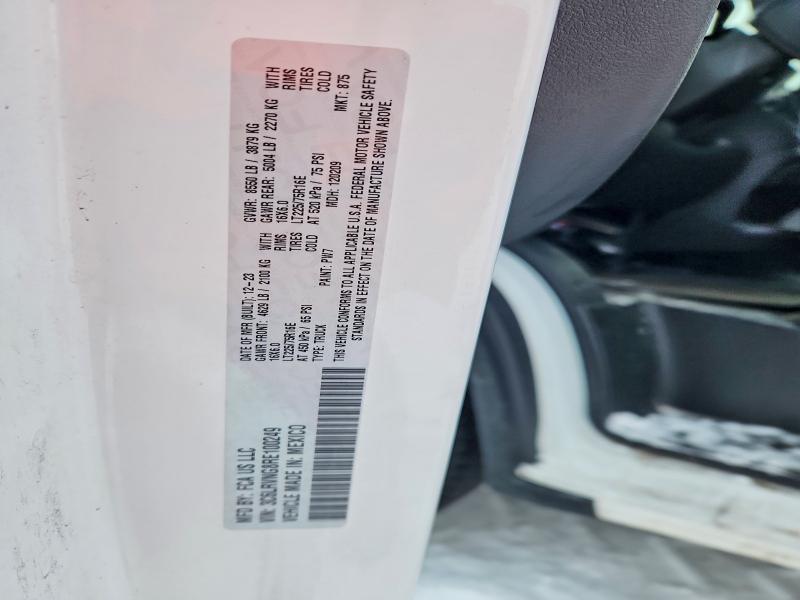 MFD BY: FCA US LLC
VIN: 3C6LRVNG8RE100249
VEHICLE MADE IN: MEXICO
DATE OF MFR (BUILT): 12-23 GVWR: 8550 LB / 3879 KG
GAWR FRONT: 4629 LB / 2100 KG WITH GAWR REAR: 5004 LB / 2270 KG WITH
16X6.0 RIMS 16X6.0 RIMS
LT225/75R16E TIRES LT225/75R16E TIRES
AT 450 kPa / 65 PSI COLD AT 520 kPa / 75 PSI COLD
TYPE: TRUCK PAINT: PW7 MDH: 120209 MKT: 875
THIS VEHICLE CONFORMS TO ALL APPLICABLE U.S.A. FEDERAL MOTOR VEHICLE SAFETY
STANDARDS IN EFFECT ON THE DATE OF MANUFACTURE SHOWN ABOVE.